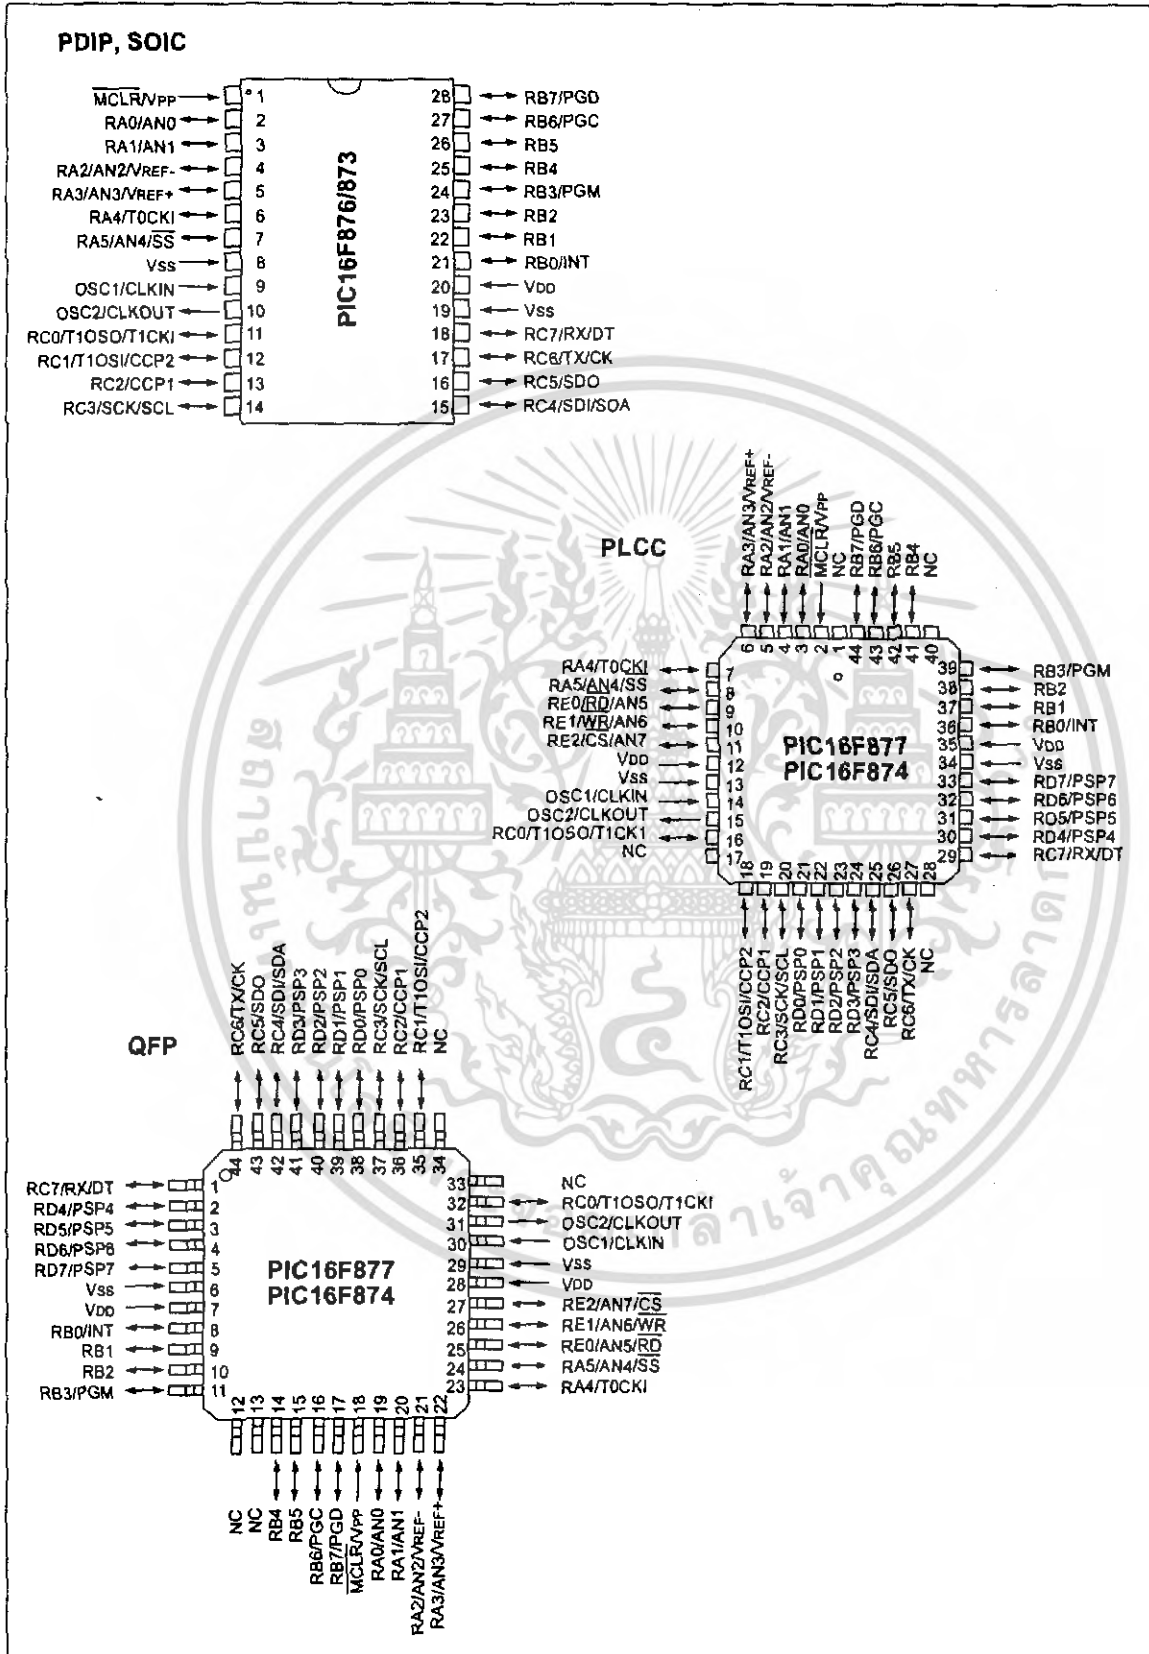 PDIP, SOIC
MCLR/VPP 1
RA0/AN0 2
RA1/AN1 3
RA2/AN2/VREF- 4
RA3/AN3/VREF+ 5
RA4/T0CKI 6
RA5/AN4/SS 7
VSS 8
OSC1/CLKIN 9
OSC2/CLKOUT 10
RC0/T1OSO/T1CKI 11
RC1/T1OSI/CCP2 12
RC2/CCP1 13
RC3/SCK/SCL 14
PIC16F876/873
28 RB7/PGD
27 RB6/PGC
26 RB5
25 RB4
24 RB3/PGM
23 RB2
22 RB1
21 RB0/INT
20 VDD
19 VSS
18 RC7/RX/DT
17 RC6/TX/CK
16 RC5/SDO
15 RC4/SDI/SOA
PLCC
RA3/AN3/VREF+ 6
RA2/AN2/VREF- 5
RA1/AN1 4
RA0/AN0 3
MCLR/VPP 2
NC 1
RB7/PGD 44
RB6/PGC 43
RB5 42
RB4 41
NC 40
RA4/T0CKI 7
RA5/AN4/SS 8
RE0/RD/AN5 9
RE1/WR/AN6 10
RE2/CS/AN7 11
VDD 12
VSS 13
OSC1/CLKIN 14
OSC2/CLKOUT 15
RC0/T1OSO/T1CK1 16
NC 17
PIC16F877
PIC16F874
39 RB3/PGM
38 RB2
37 RB1
36 RB0/INT
35 VDD
34 VSS
33 RD7/PSP7
32 RD6/PSP6
31 RD5/PSP5
30 RD4/PSP4
29 RC7/RX/DT
18 RC1/T1OSI/CCP2
19 RC2/CCP1
20 RC3/SCK/SCL
21 RD0/PSP0
22 RD1/PSP1
23 RD2/PSP2
24 RD3/PSP3
25 RC4/SDI/SDA
26 RC5/SDO
27 RC6/TX/CK
28 NC
QFP
RC6/TX/CK 44
RC5/SDO 43
RC4/SDI/SDA 42
RD3/PSP3 41
RD2/PSP2 40
RD1/PSP1 39
RD0/PSP0 38
RC3/SCK/SCL 37
RC2/CCP1 36
RC1/T1OSI/CCP2 35
NC 34
RC7/RX/DT 1
RD4/PSP4 2
RD5/PSP5 3
RD6/PSP6 4
RD7/PSP7 5
VSS 6
VDD 7
RB0/INT 8
RB1 9
RB2 10
RB3/PGM 11
PIC16F877
PIC16F874
33 NC
32 RC0/T1OSO/T1CKI
31 OSC2/CLKOUT
30 OSC1/CLKIN
29 VSS
28 VDD
27 RE2/AN7/CS
26 RE1/AN6/WR
25 RE0/AN5/RD
24 RA5/AN4/SS
23 RA4/T0CKI
12 NC
13 NC
14 RB4
15 RB5
16 RB6/PGC
17 RB7/PGD
18 MCLR/VPP
19 RA0/AN0
20 RA1/AN1
21 RA2/AN2/VREF-
22 RA3/AN3/VREF+